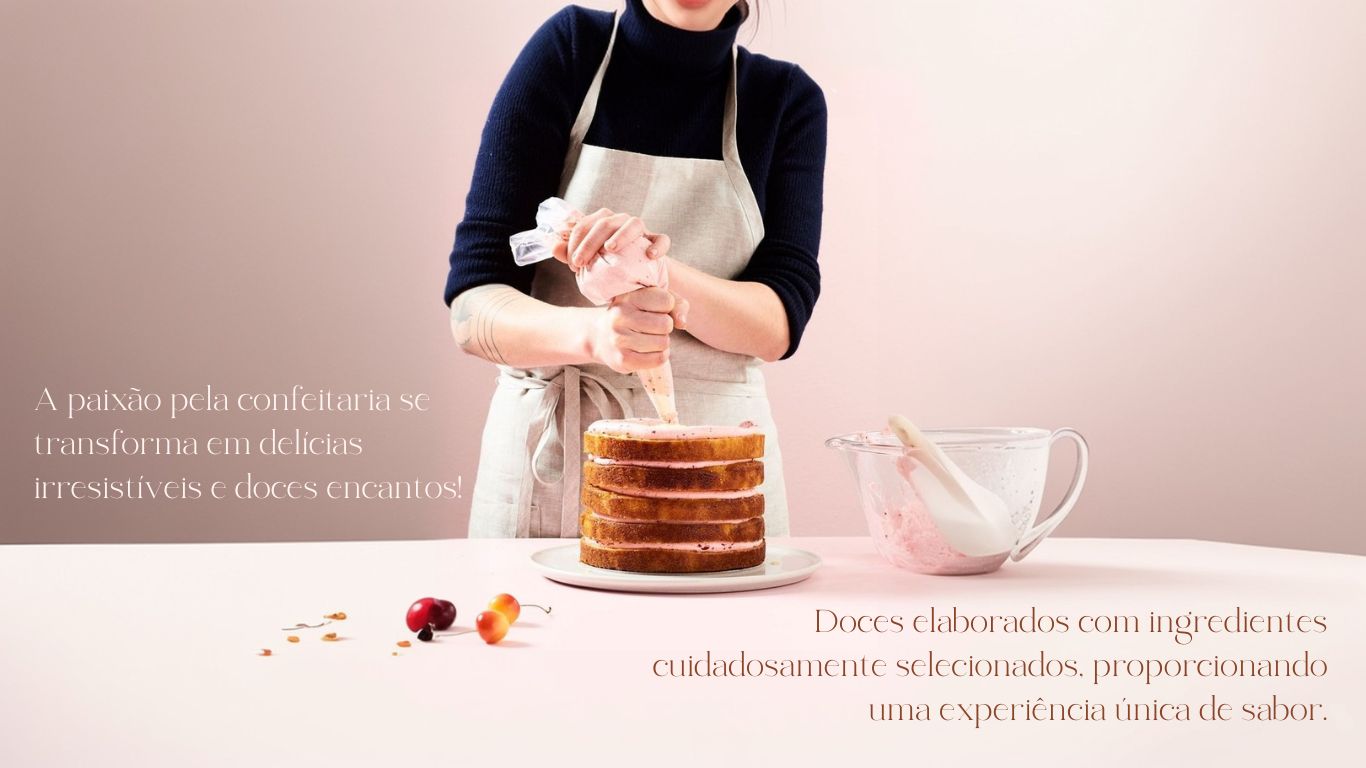 A paixão pela confeitaria se
transforma em delícias
irresistíveis e doces encantos!
Doces elaborados com ingredientes
cuidadosamente selecionados, proporcionando
uma experiência única de sabor.